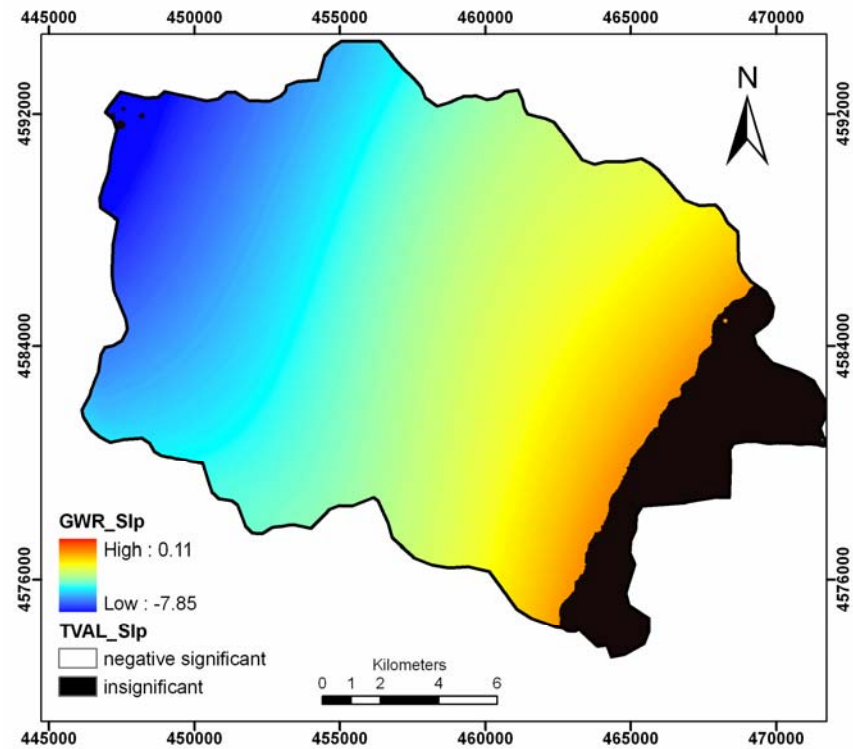 445000 450000 455000 460000 465000 470000
N
4592000 4592000
4584000 4584000
GWR_Slp
High : 0.11
Low : -7.85
4576000 4576000
TVAL_Slp
negative significant
insignificant
Kilometers
0 1 2 4 6
445000 450000 455000 460000 465000 470000